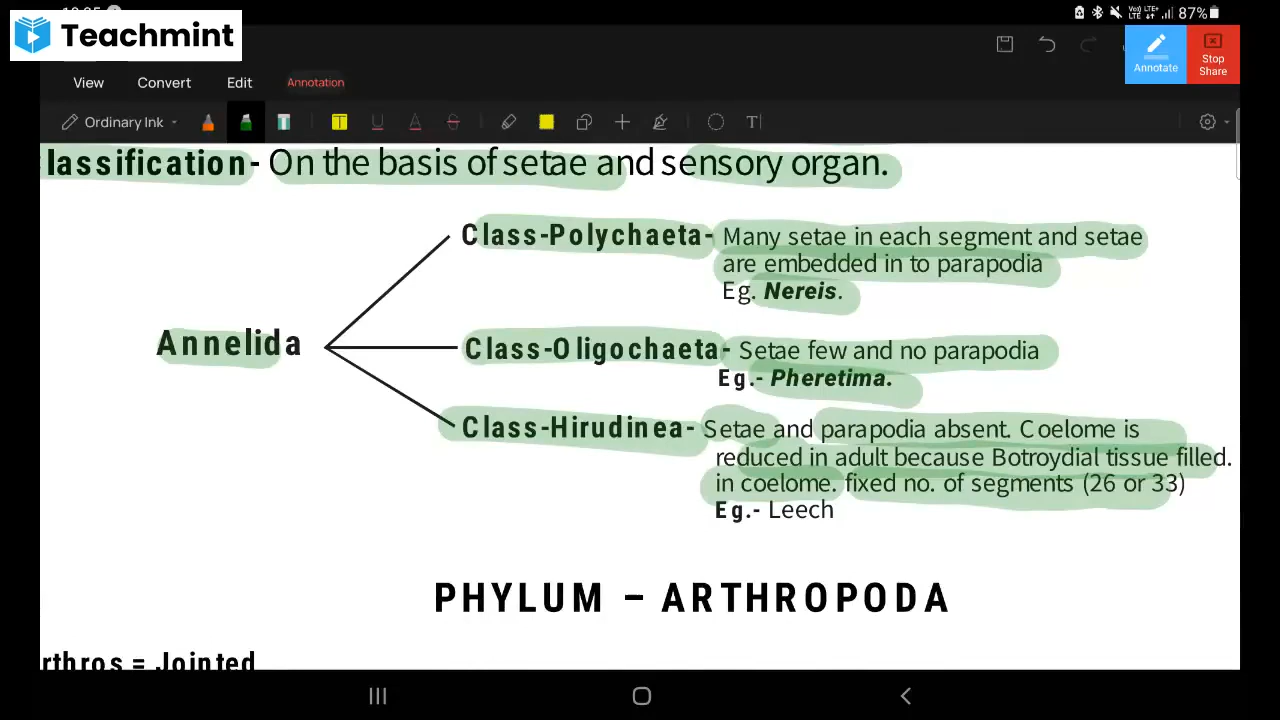 Teachmint
87%
Annotate
Stop
Share
View Convert Edit Annotation
Ordinary Ink
lassification- On the basis of setae and sensory organ.
Class-Polychaeta- Many setae in each segment and setae
are embedded in to parapodia
Eg. Nereis.
Annelida
Class-Oligochaeta- Setae few and no parapodia
Eg.- Pheretima.
Class-Hirudinea- Setae and parapodia absent. Coelome is
reduced in adult because Botroydial tissue filled.
in coelome. fixed no. of segments (26 or 33)
Eg.- Leech
PHYLUM – ARTHROPODA
rthros = Jointed